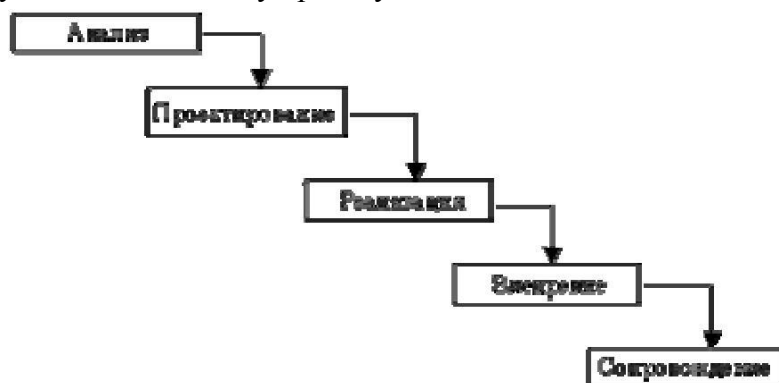 Анализ
Проектирование
Реализация
Внедрение
Сопровождение